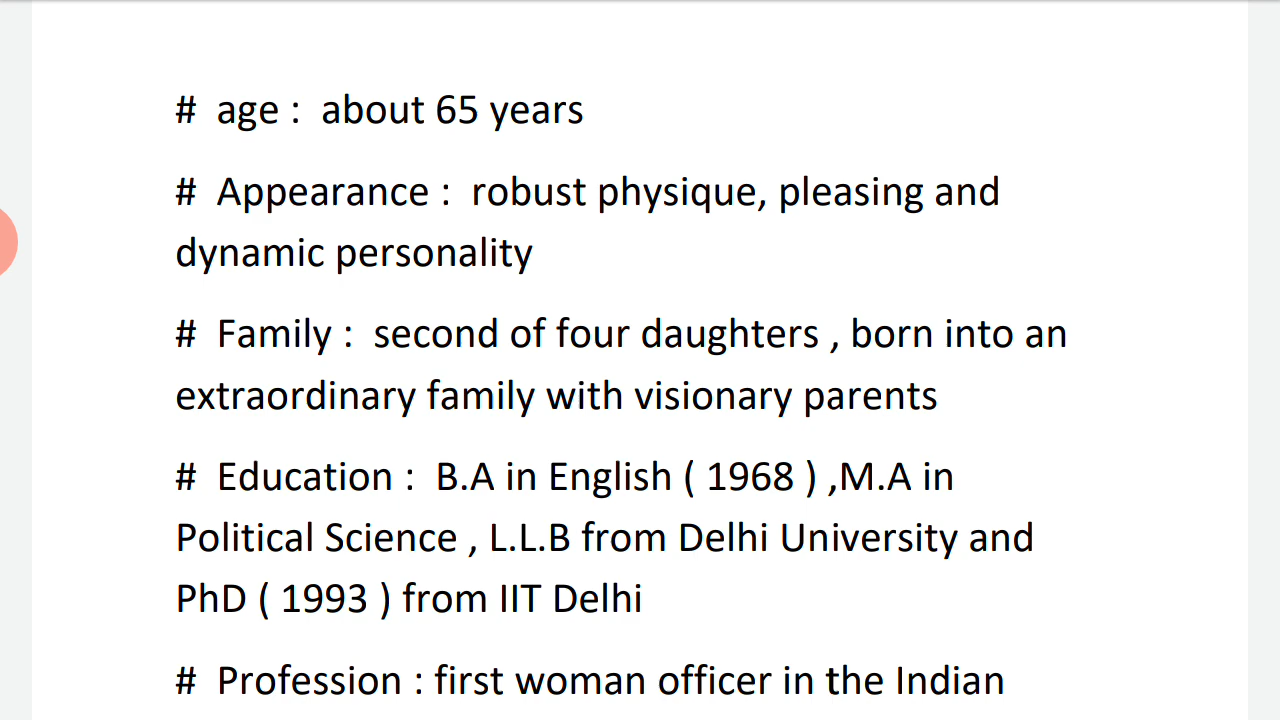 # age : about 65 years
# Appearance : robust physique, pleasing and
dynamic personality
# Family : second of four daughters , born into an
extraordinary family with visionary parents
# Education : B.A in English ( 1968 ) ,M.A in
Political Science , L.L.B from Delhi University and
PhD ( 1993 ) from IIT Delhi
# Profession : first woman officer in the Indian